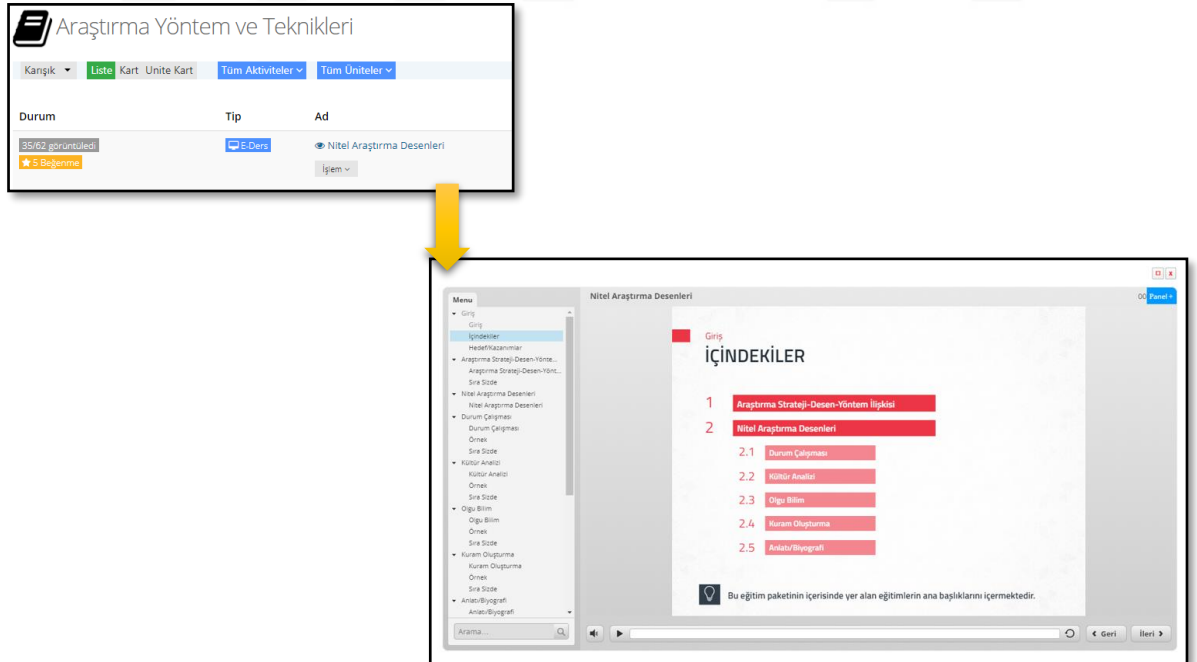 Araştırma Yöntem ve Teknikleri
Karışık Liste Kart Unite Kart Tüm Aktiviteler Tüm Üniteler
Durum Tip Ad
35/62 görüntüledi E-Ders Nitel Araştırma Desenleri
5 Beğenme
İşlem
Menu
Giriş
Giriş
İçindekiler
Hedef/Kazanımlar
Araştırma Strateji-Desen-Yönte...
Araştırma Strateji-Desen-Yönt...
Sıra Sizde
Nitel Araştırma Desenleri
Nitel Araştırma Desenleri
Durum Çalışması
Durum Çalışması
Örnek
Sıra Sizde
Kültür Analizi
Kültür Analizi
Örnek
Sıra Sizde
Olgu Bilim
Olgu Bilim
Örnek
Sıra Sizde
Kuram Oluşturma
Kuram Oluşturma
Örnek
Sıra Sizde
Anlatı/Biyografi
Anlatı/Biyografi
Arama...
Nitel Araştırma Desenleri
00 Panel +
Giriş
İÇİNDEKİLER
1 Araştırma Strateji-Desen-Yöntem İlişkisi
2 Nitel Araştırma Desenleri
2.1 Durum Çalışması
2.2 Kültür Analizi
2.3 Olgu Bilim
2.4 Kuram Oluşturma
2.5 Anlatı/Biyografi
Bu eğitim paketinin içerisinde yer alan eğitimlerin ana başlıklarını içermektedir.
Geri İleri